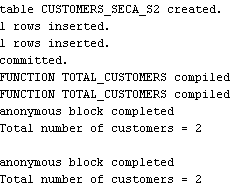 table CUSTOMERS_SECA_S2 created.
1 rows inserted.
1 rows inserted.
committed.
FUNCTION TOTAL_CUSTOMERS compiled
FUNCTION TOTAL_CUSTOMERS compiled
anonymous block completed
Total number of customers = 2
anonymous block completed
Total number of customers = 2